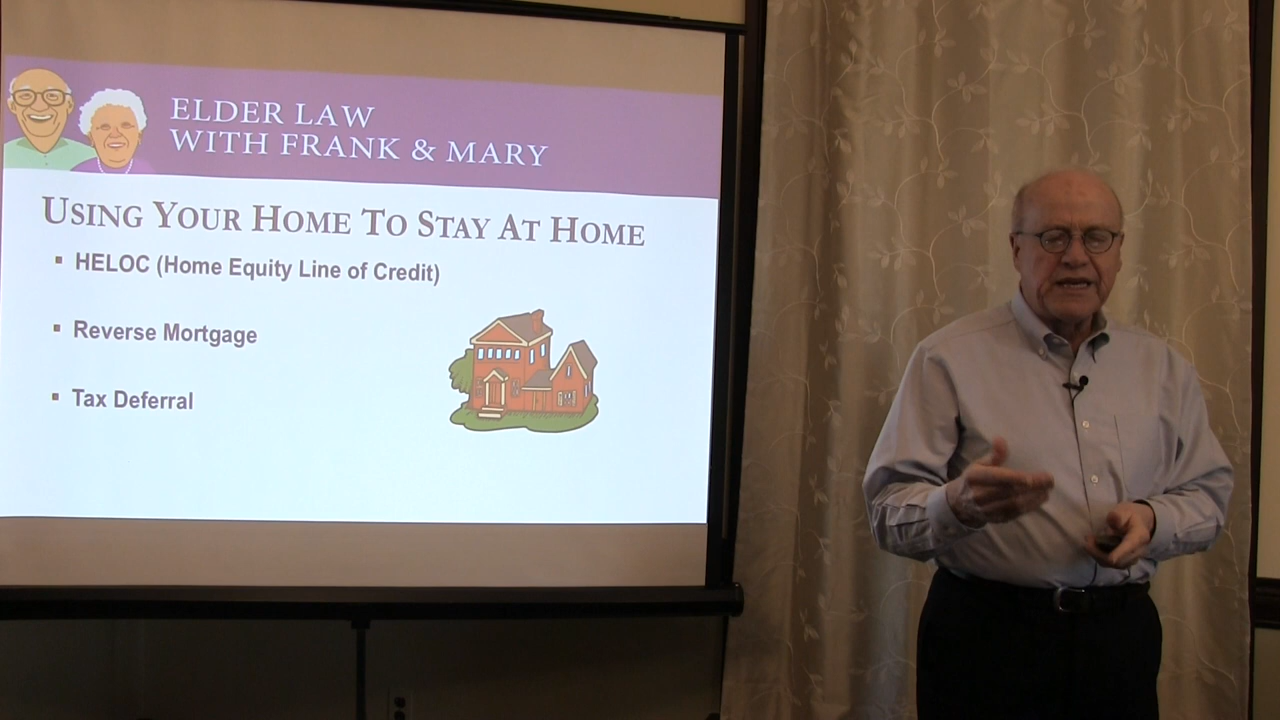 ELDER LAW
WITH FRANK & MARY
USING YOUR HOME TO STAY AT HOME
▪ HELOC (Home Equity Line of Credit)
▪ Reverse Mortgage
▪ Tax Deferral